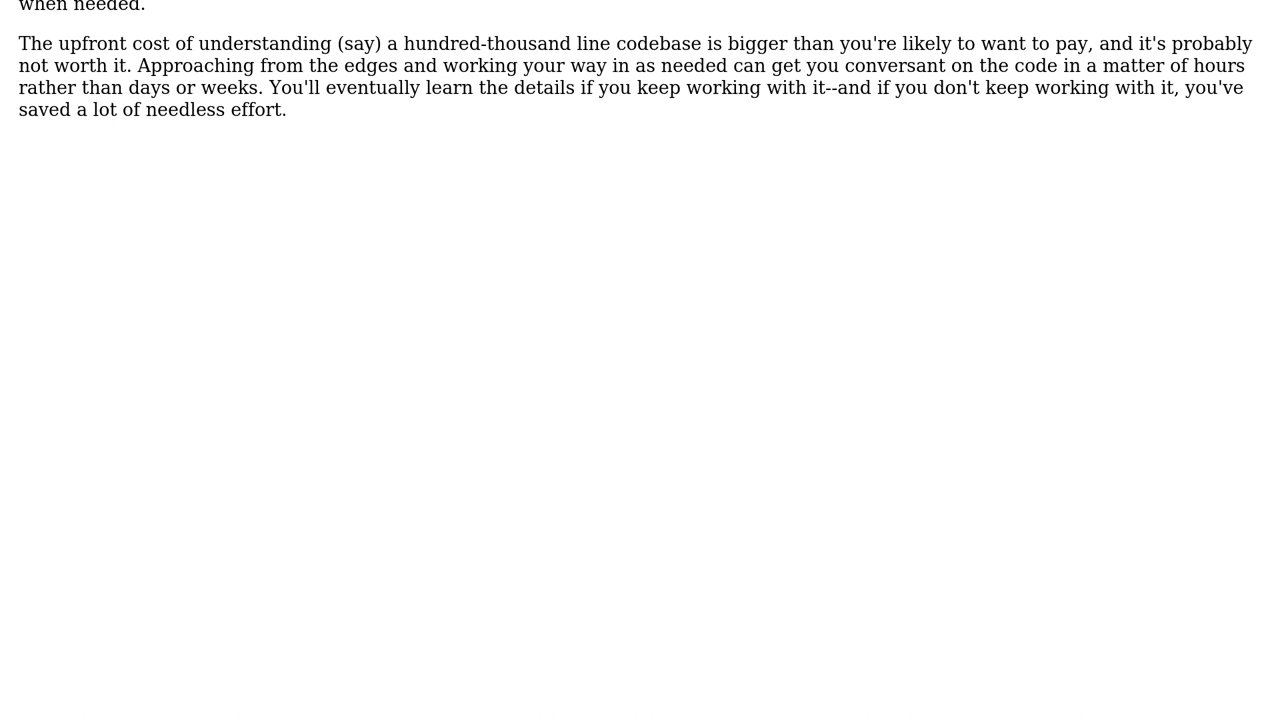 when needed.
The upfront cost of understanding (say) a hundred-thousand line codebase is bigger than you're likely to want to pay, and it's probably
not worth it. Approaching from the edges and working your way in as needed can get you conversant on the code in a matter of hours
rather than days or weeks. You'll eventually learn the details if you keep working with it--and if you don't keep working with it, you've
saved a lot of needless effort.